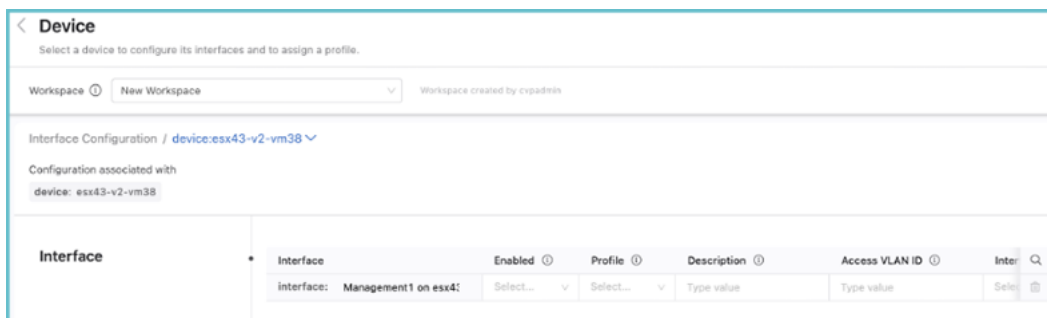 Device
Select a device to configure its interfaces and to assign a profile.
Workspace New Workspace Workspace created by cvpadmin
Interface Configuration / device:esx43-v2-vm38
Configuration associated with
device: esx43-v2-vm38
Interface
Interface Enabled Profile Description Access VLAN ID Inter
interface: Management1 on esx4 Select... Select... Type value Type value Sele